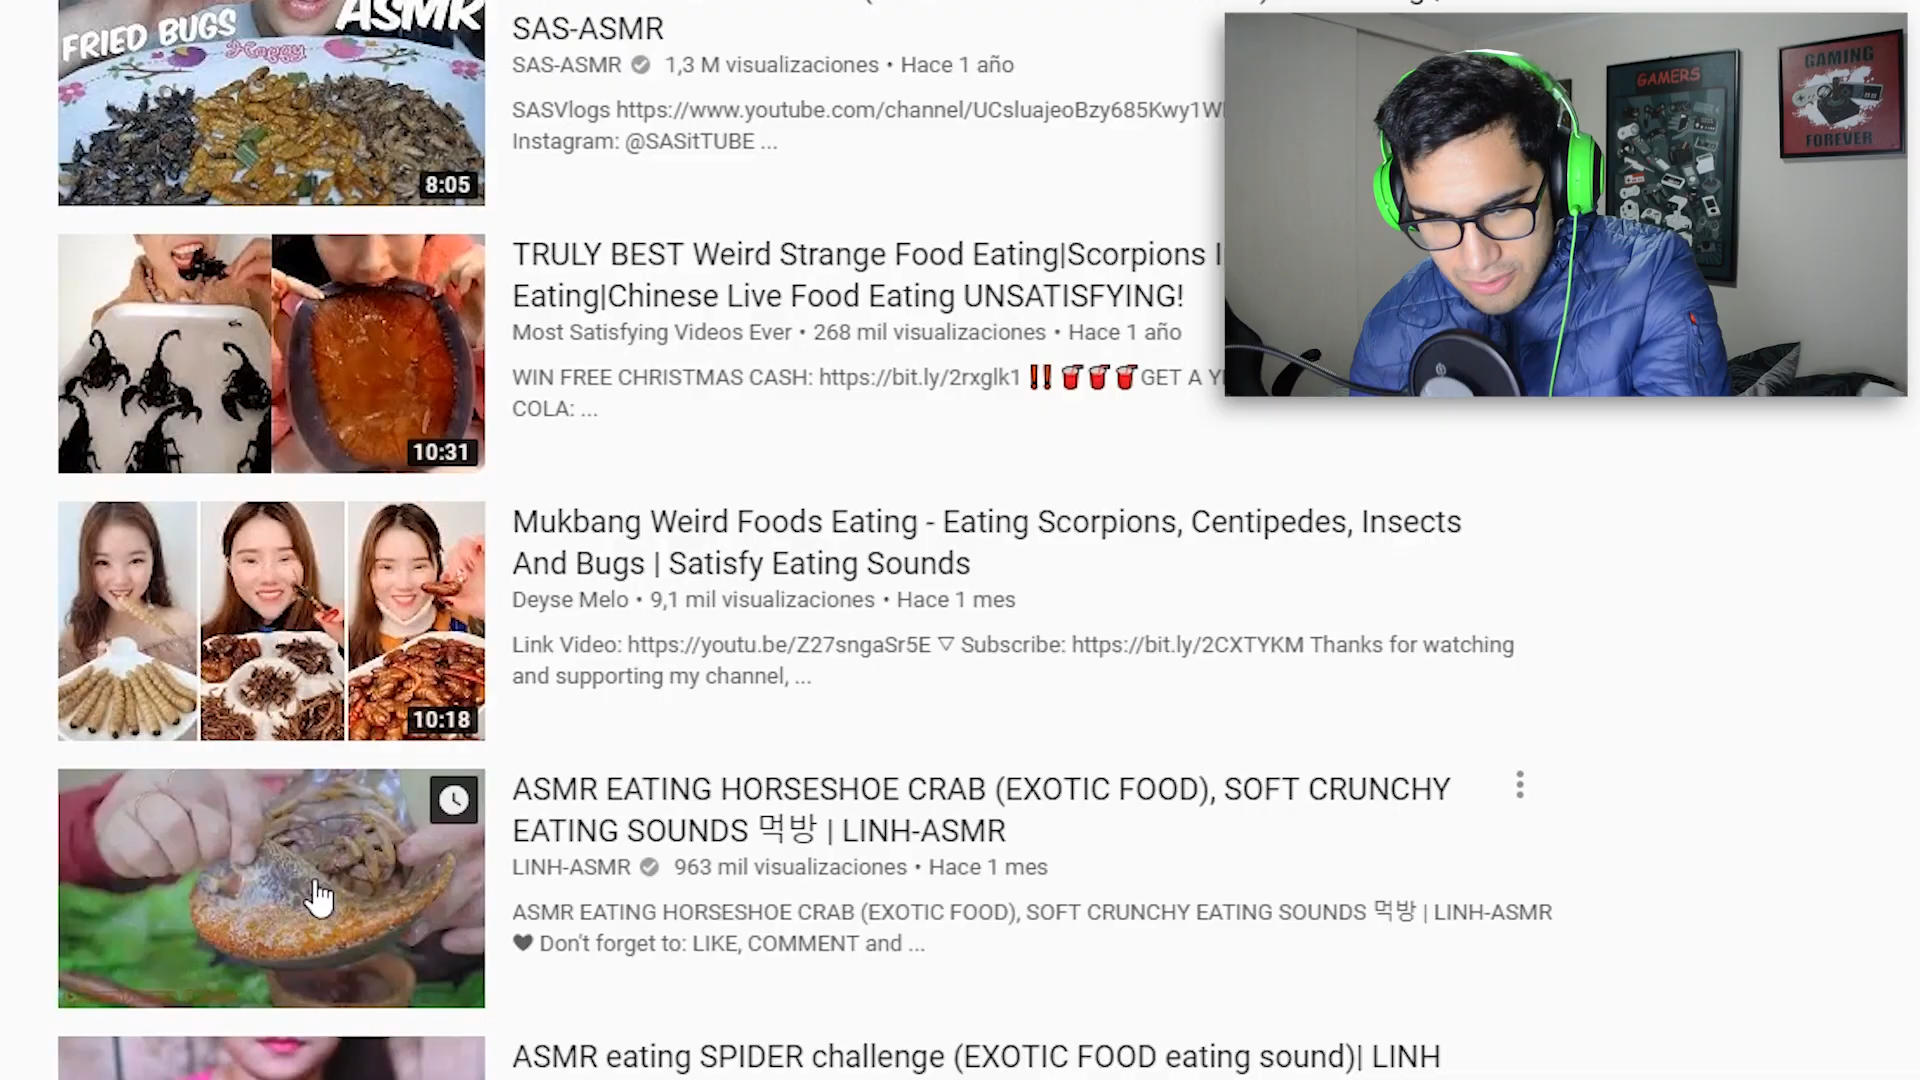 FRIED BUGS
ASMR
Happy
8:05
SAS-ASMR
SAS-ASMR 1,3 M visualizaciones • Hace 1 año
SASVlogs https://www.youtube.com/channel/UCsluajeoBzy685Kwy1W
Instagram: @SASitTUBE ...
GAMERS
GAMING
FOREVER
10:31
TRULY BEST Weird Strange Food Eating|Scorpions
Eating|Chinese Live Food Eating UNSATISFYING!
Most Satisfying Videos Ever • 268 mil visualizaciones • Hace 1 año
WIN FREE CHRISTMAS CASH: https://bit.ly/2rxglk1 ‼️🥤🥤🥤GET A
COLA: ...
10:18
Mukbang Weird Foods Eating - Eating Scorpions, Centipedes, Insects
And Bugs | Satisfy Eating Sounds
Deyse Melo • 9,1 mil visualizaciones • Hace 1 mes
Link Video: https://youtu.be/Z27sngaSr5E ▽ Subscribe: https://bit.ly/2CXTYKM Thanks for watching
and supporting my channel, ...
ASMR EATING HORSESHOE CRAB (EXOTIC FOOD), SOFT CRUNCHY
EATING SOUNDS 먹방 | LINH-ASMR
LINH-ASMR 963 mil visualizaciones • Hace 1 mes
ASMR EATING HORSESHOE CRAB (EXOTIC FOOD), SOFT CRUNCHY EATING SOUNDS 먹방 | LINH-ASMR
♥ Don't forget to: LIKE, COMMENT and ...
ASMR eating SPIDER challenge (EXOTIC FOOD eating sound)| LINH